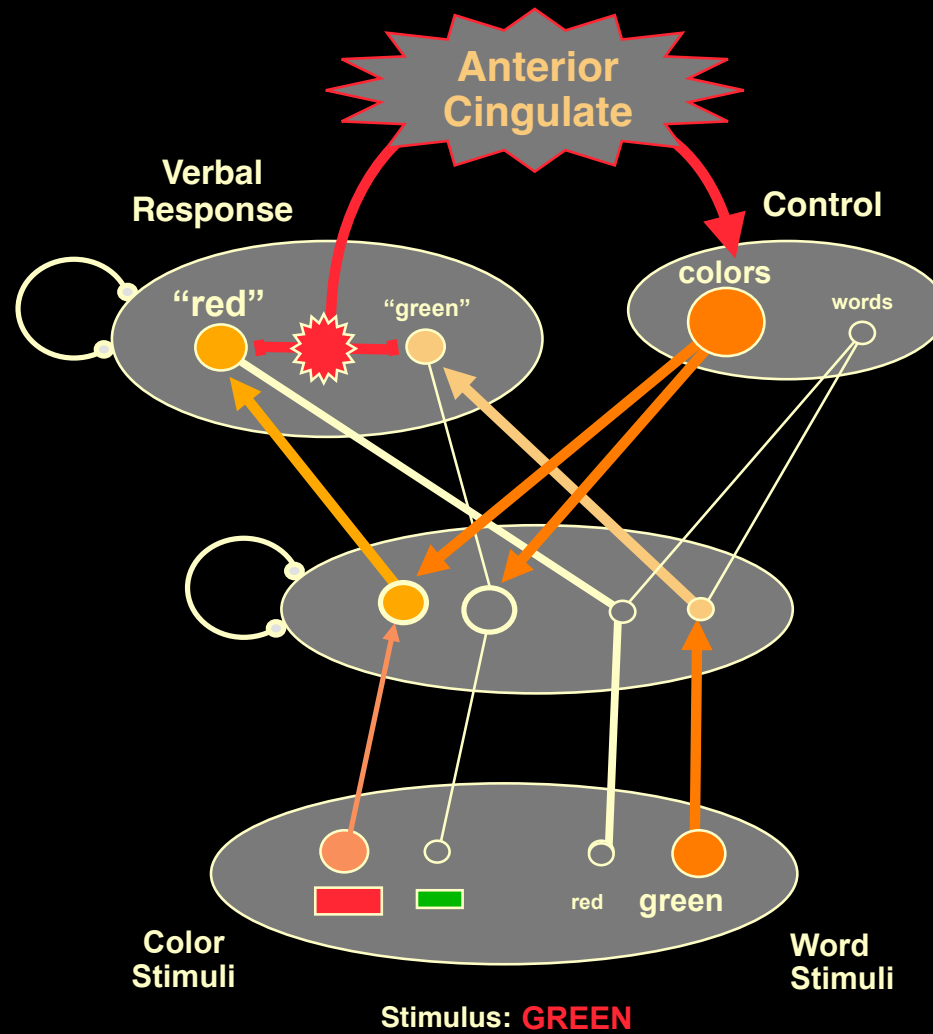 Anterior
Cingulate
Verbal
Response
Control
“red”
“green”
colors
words
red
green
Color
Stimuli
Word
Stimuli
Stimulus: GREEN